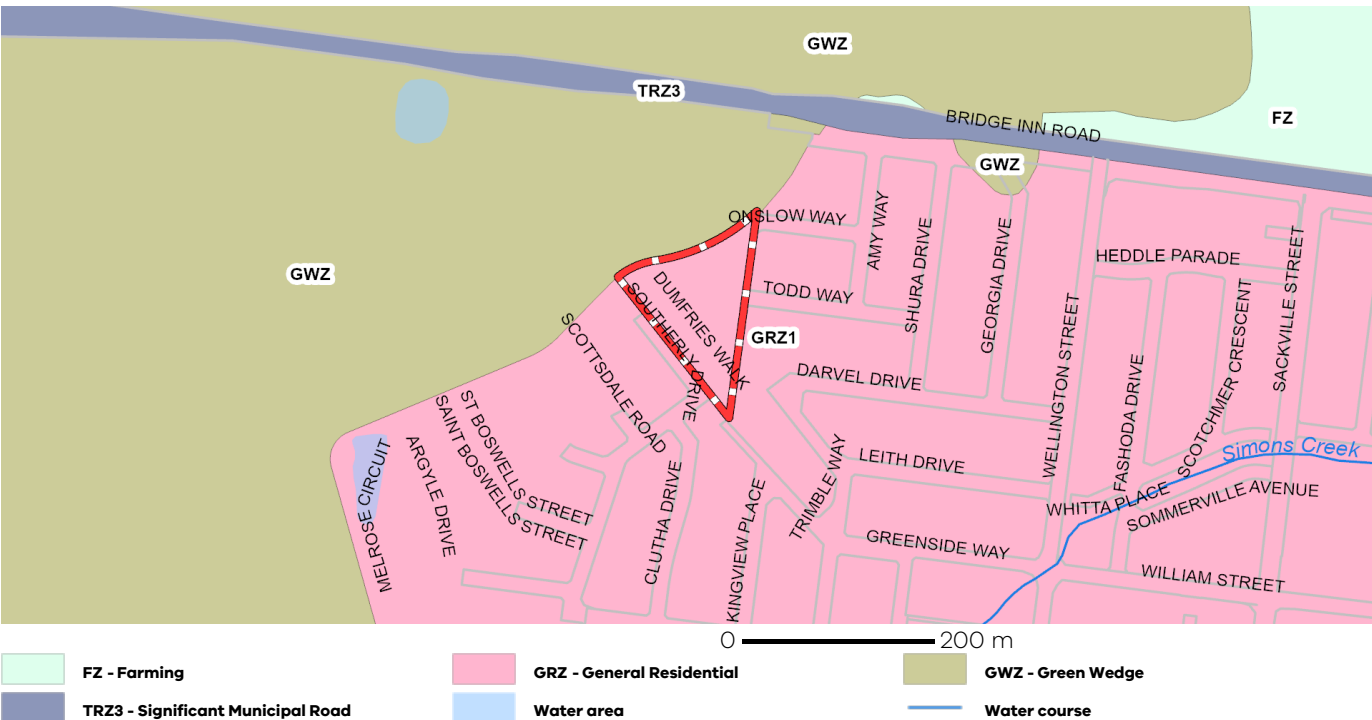 GWZ
TRZ3
BRIDGE INN ROAD
FZ
GWZ
ONSLOW WAY
AMY WAY
SHURA DRIVE
GEORGIA DRIVE
HEDDLE PARADE
SACKVILLE STREET
GWZ
DUMFRIES WALK
SOUTHERLY DRIVE
TODD WAY
SCOTTSDALE ROAD
GRZ1
WELLINGTON STREET
FASHODA DRIVE
SCOTCHMER CRESCENT
DARVEL DRIVE
ST BOSWELLS STREET
SAINT BOSWELLS STREET
ARGYLE DRIVE
MELROSE CIRCUIT
CLUTHA DRIVE
KINGVIEW PLACE
TRIMBLE WAY
LEITH DRIVE
Simons Creek
WHITTA PLACE
SOMMERVILLE AVENUE
GREENSIDE WAY
WILLIAM STREET
0 200 m
FZ - Farming
GRZ - General Residential
GWZ - Green Wedge
TRZ3 - Significant Municipal Road
Water area
Water course